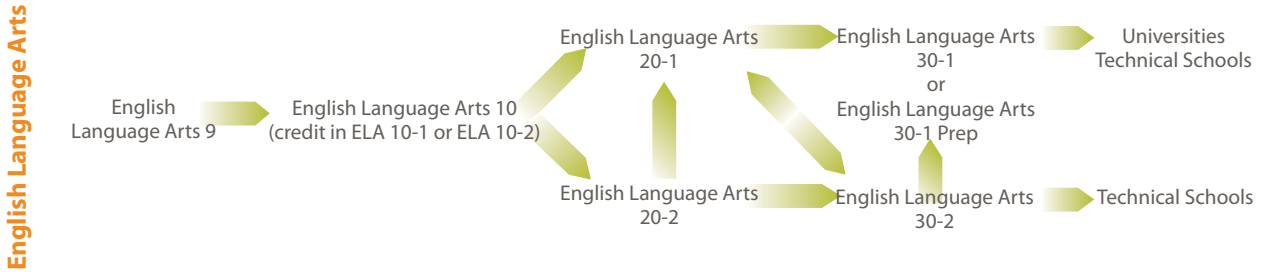 English Language Arts
English
Language Arts 9
English Language Arts 10
(credit in ELA 10-1 or ELA 10-2)
English Language Arts
20-1
English Language Arts
20-2
English Language Arts
30-1
or
English Language Arts
30-1 Prep
English Language Arts
30-2
Universities
Technical Schools
Technical Schools